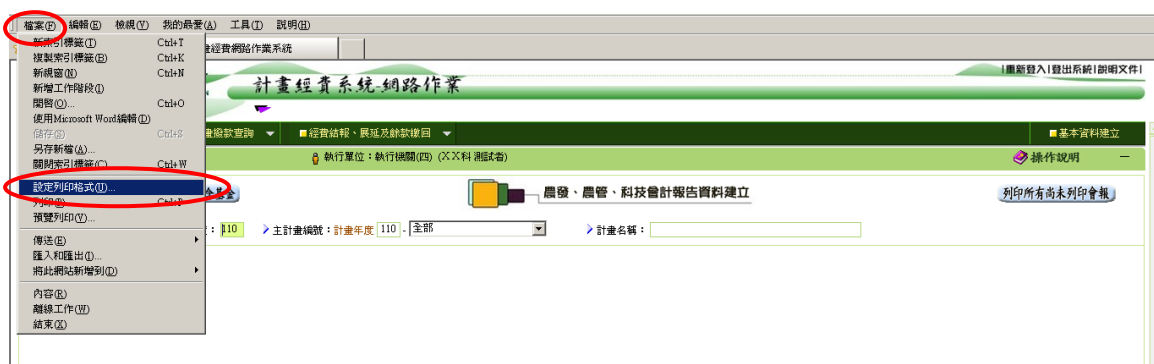 檔案(F) 編輯(E) 檢視(V) 我的最愛(A) 工具(T) 說明(H)
新索引標籤(T) Ctrl+T
複製索引標籤(B) Ctrl+K
新視窗(N) Ctrl+N
新增工作階段(I)
開啓(O)... Ctrl+O
使用Microsoft Word編輯(D)
儲存(S) Ctrl+S
另存新檔(A)...
關閉索引標籤(C) Ctrl+W
設定列印格式(U)...
列印(P)... Ctrl+P
預覽列印(V)...
傳送(E)
匯入和匯出(I)...
將此網站新增到(D)
內容(R)
離線工作(W)
結束(X)
經費網路作業系統
|重新登入|登出系統|說明文件|
計畫經費系統-網路作業
撥款查詢 ■經費結報、展延及餘款繳回 ■基本資料建立
執行單位：執行機關(四) (XX科 測試者) 操作說明 －
基金 農發、農管、科技會計報告資料建立 列印所有尚未列印會報
：110 主計畫編號：計畫年度 110 - 全部 計畫名稱：